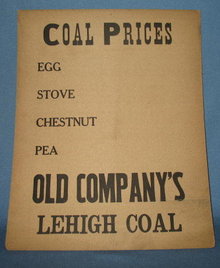 COAL PRICES
EGG
STOVE
CHESTNUT
PEA
OLD COMPANY'S
LEHIGH COAL